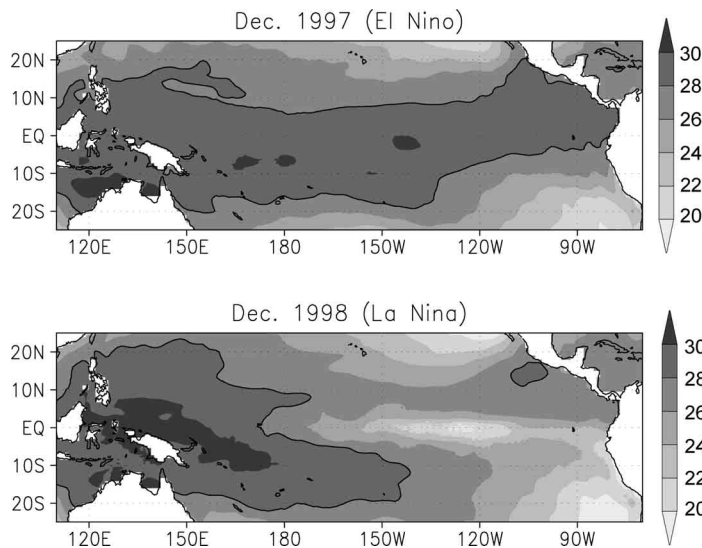 Dec. 1997 (El Nino)
20N
10N
EQ
10S
20S
120E 150E 180 150W 120W 90W
30
28
26
24
22
20
Dec. 1998 (La Nina)
20N
10N
EQ
10S
20S
120E 150E 180 150W 120W 90W
30
28
26
24
22
20